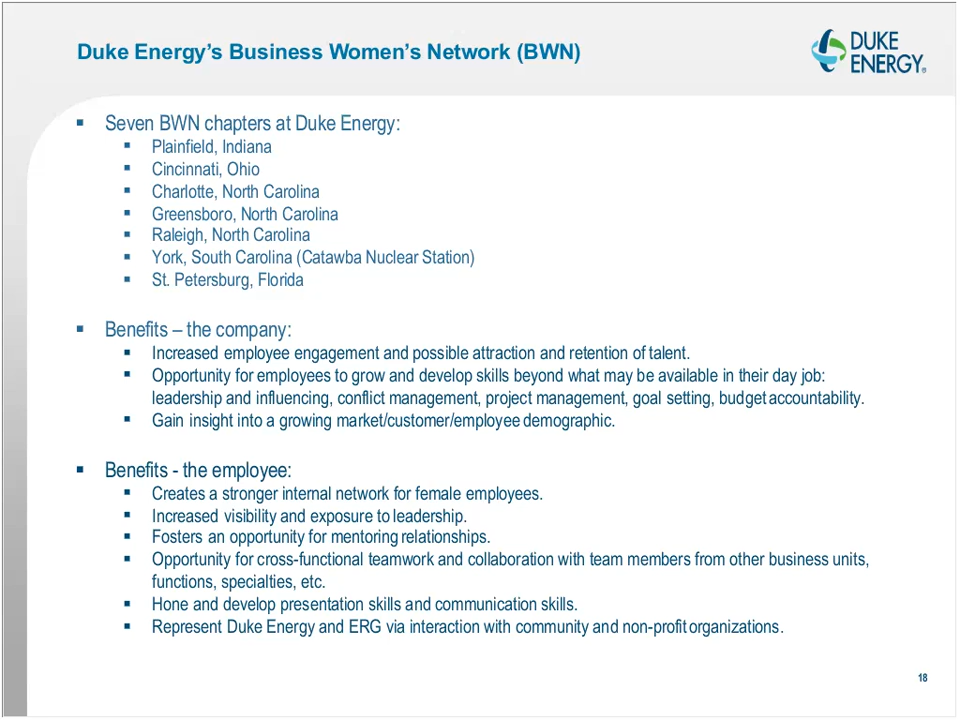 Duke Energy’s Business Women’s Network (BWN)
DUKE
ENERGY®
▪ Seven BWN chapters at Duke Energy:
▪ Plainfield, Indiana
▪ Cincinnati, Ohio
▪ Charlotte, North Carolina
▪ Greensboro, North Carolina
▪ Raleigh, North Carolina
▪ York, South Carolina (Catawba Nuclear Station)
▪ St. Petersburg, Florida
▪ Benefits – the company:
▪ Increased employee engagement and possible attraction and retention of talent.
▪ Opportunity for employees to grow and develop skills beyond what may be available in their day job:
leadership and influencing, conflict management, project management, goal setting, budget accountability.
▪ Gain insight into a growing market/customer/employee demographic.
▪ Benefits - the employee:
▪ Creates a stronger internal network for female employees.
▪ Increased visibility and exposure to leadership.
▪ Fosters an opportunity for mentoring relationships.
▪ Opportunity for cross-functional teamwork and collaboration with team members from other business units,
functions, specialties, etc.
▪ Hone and develop presentation skills and communication skills.
▪ Represent Duke Energy and ERG via interaction with community and non-profit organizations.
18